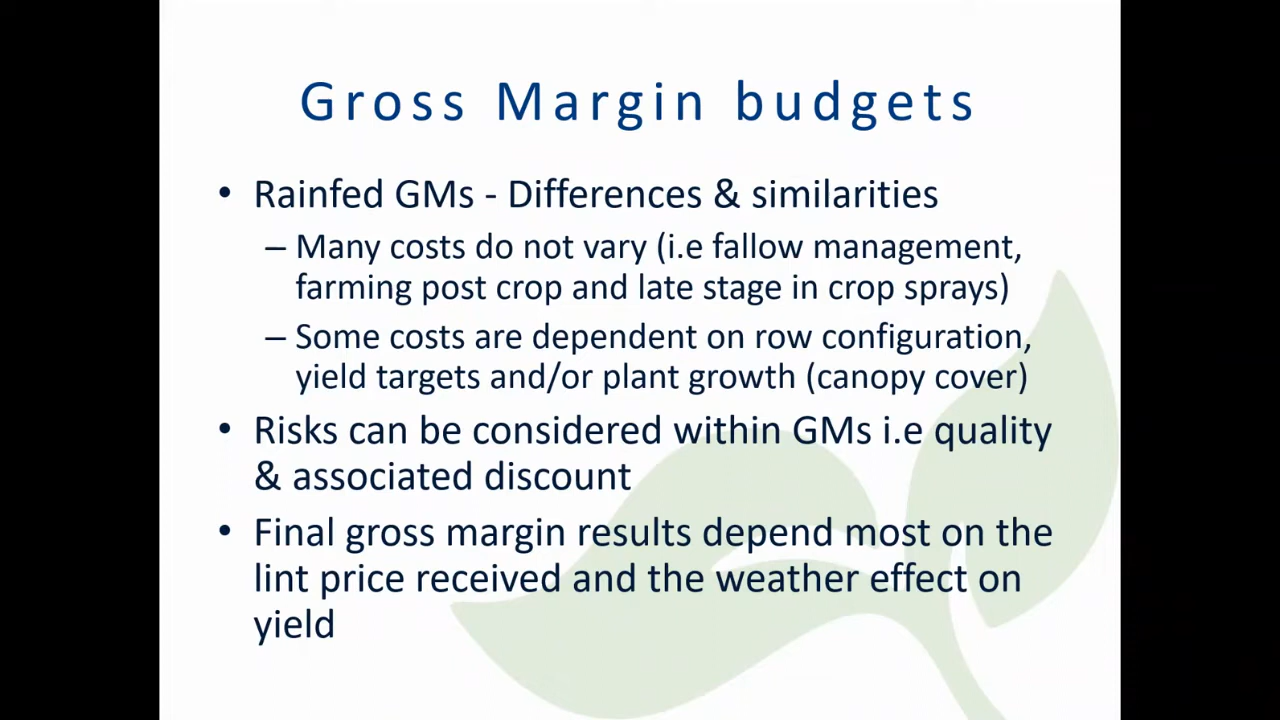 Gross Margin budgets
• Rainfed GMs - Differences & similarities
– Many costs do not vary (i.e fallow management,
farming post crop and late stage in crop sprays)
– Some costs are dependent on row configuration,
yield targets and/or plant growth (canopy cover)
• Risks can be considered within GMs i.e quality
& associated discount
• Final gross margin results depend most on the
lint price received and the weather effect on
yield